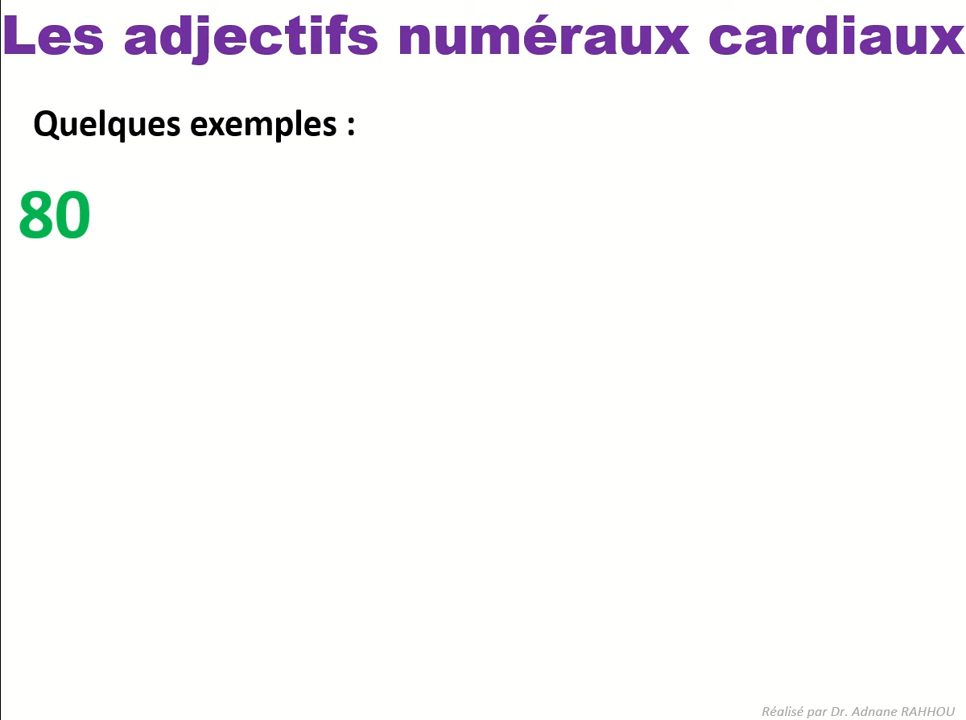 Les adjectifs numéraux cardiaux
Quelques exemples :
80
Réalisé par Dr. Adnane RAHHOU